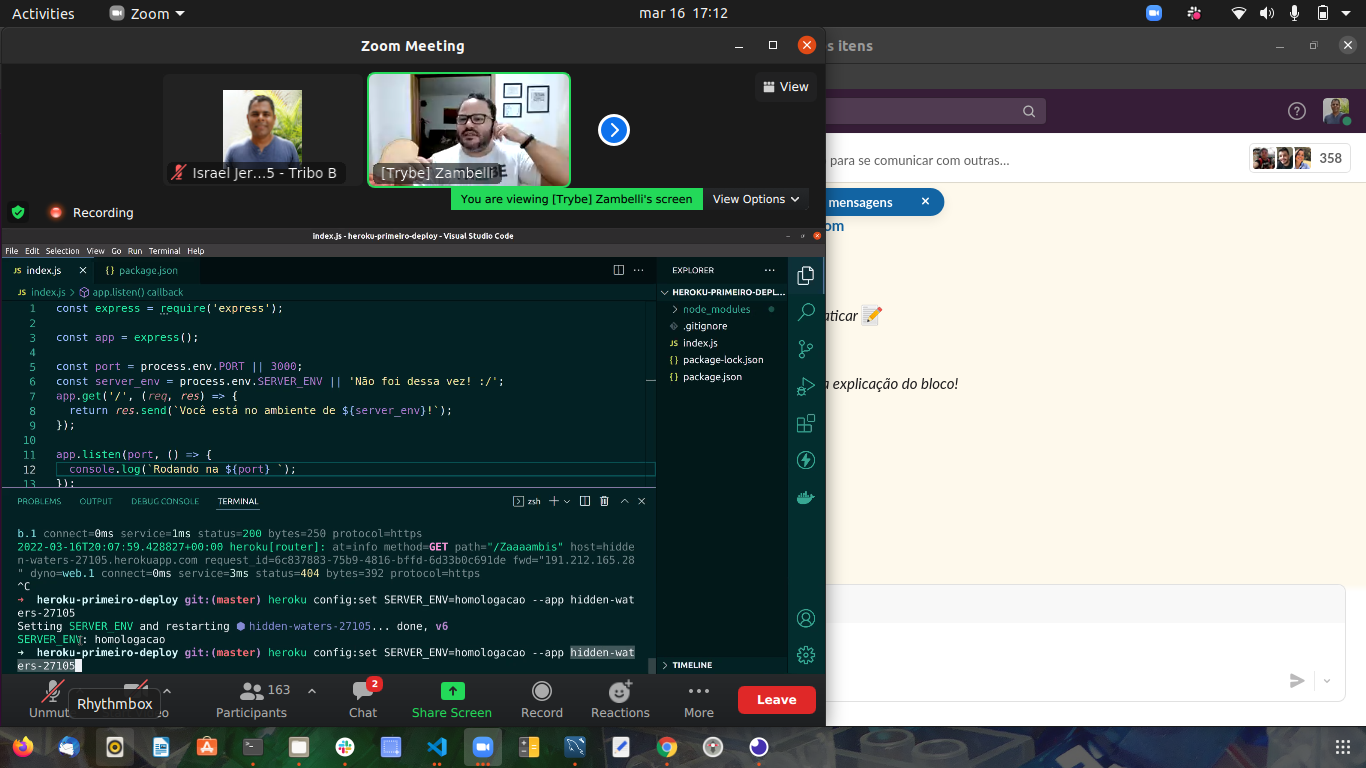 Activities
Zoom
mar 16 17:12
Zoom Meeting
s itens
View
Israel Jer...5 - Tribo B
[Trybe] Zambelli
You are viewing [Trybe] Zambelli's screen
View Options
Recording
para se comunicar com outras...
358
mensagens
om
aticar
a explicação do bloco!
index.js - heroku-primeiro-deploy - Visual Studio Code
File Edit Selection View Go Run Terminal Help
JS index.js
{} package.json
JS index.js > app.listen() callback
1 const express = require('express');
2
3 const app = express();
4
5 const port = process.env.PORT || 3000;
6 const server_env = process.env.SERVER_ENV || 'Não foi dessa vez! :/';
7 app.get('/', (req, res) => {
8 return res.send(`Você está no ambiente de ${server_env}!`);
9 });
10
11 app.listen(port, () => {
12 console.log(`Rodando na ${port} `);
13 });
EXPLORER
HEROKU-PRIMEIRO-DEPL...
node_modules
.gitignore
JS index.js
{} package-lock.json
{} package.json
TIMELINE
PROBLEMS OUTPUT DEBUG CONSOLE TERMINAL
zsh
b.1 connect=0ms service=1ms status=200 bytes=250 protocol=https
2022-03-16T20:07:59.428827+00:00 heroku[router]: at=info method=GET path="/Zaaaambis" host=hidde
n-waters-27105.herokuapp.com request_id=6c837883-75b9-4816-bffd-6d33b0c691de fwd="191.212.165.28
" dyno=web.1 connect=0ms service=3ms status=404 bytes=392 protocol=https
^C
➜ heroku-primeiro-deploy git:(master) heroku config:set SERVER_ENV=homologacao --app hidden-wat
ers-27105
Setting SERVER_ENV and restarting ⬢ hidden-waters-27105... done, v6
SERVER_ENV: homologacao
➜ heroku-primeiro-deploy git:(master) heroku config:set SERVER_ENV=homologacao --app hidden-wat
ers-27105
Unmut
eo
Rhythmbox
Participants
163
Chat
2
Share Screen
Record
Reactions
More
Leave